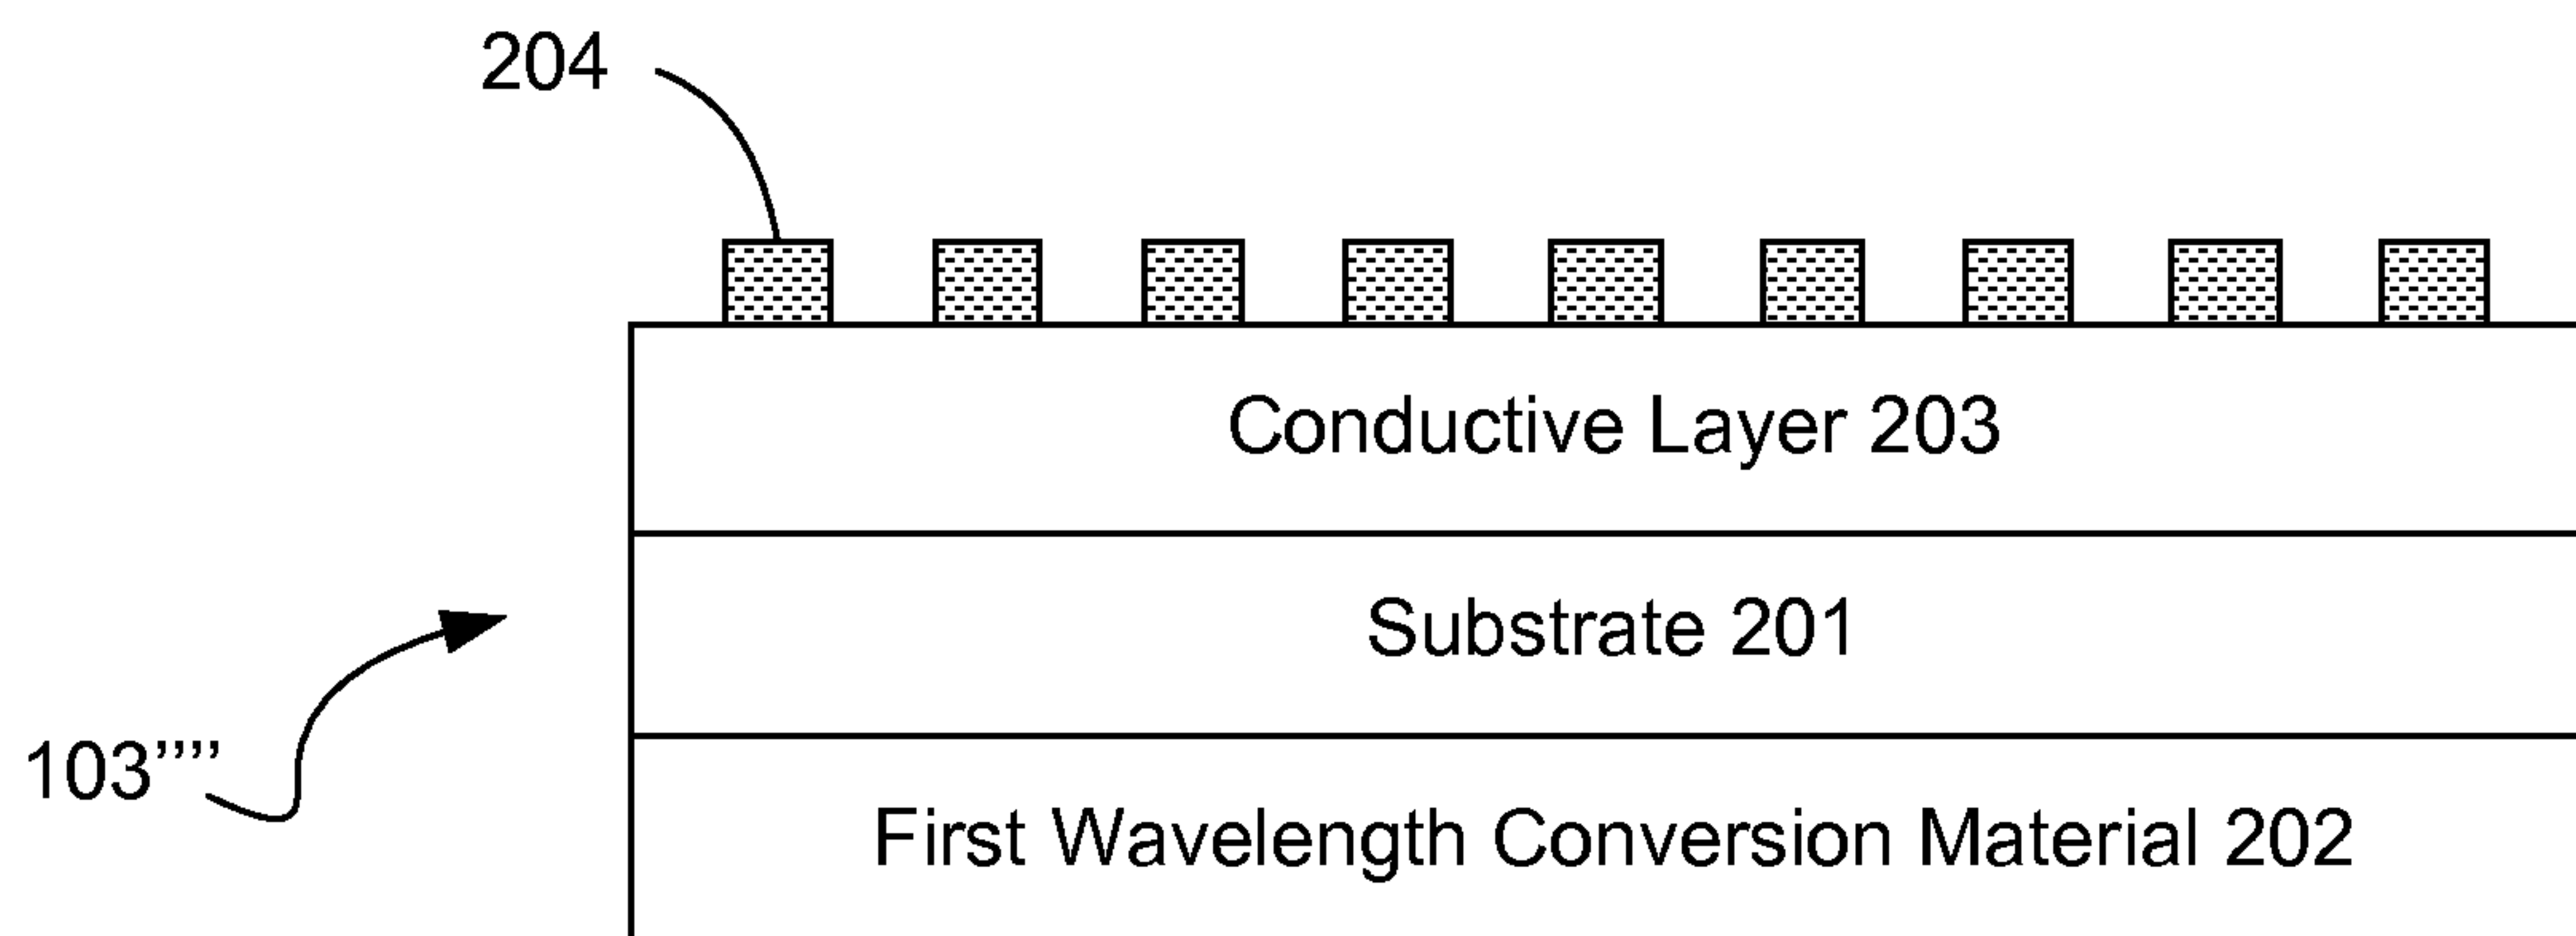 204
Conductive Layer 203
Substrate 201
103’’’’
First Wavelength Conversion Material 202